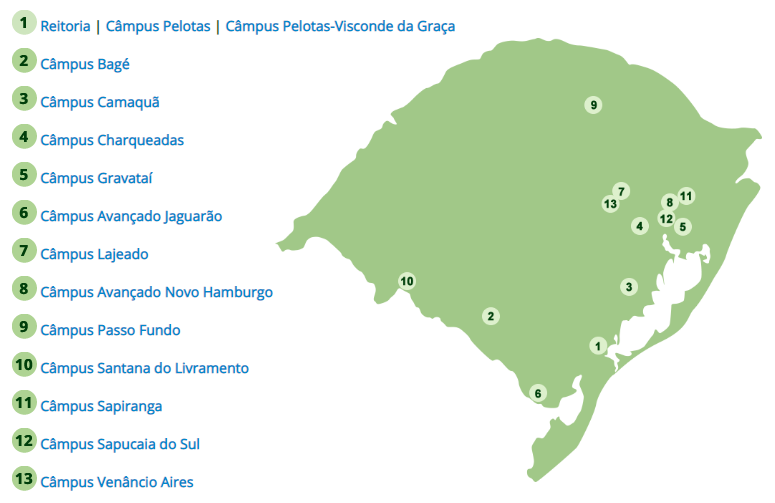 1 Reitoria | Câmpus Pelotas | Câmpus Pelotas-Visconde da Graça
2 Câmpus Bagé
3 Câmpus Camaquã
4 Câmpus Charqueadas
5 Câmpus Gravataí
6 Câmpus Avançado Jaguarão
7 Câmpus Lajeado
8 Câmpus Avançado Novo Hamburgo
9 Câmpus Passo Fundo
10 Câmpus Santana do Livramento
11 Câmpus Sapiranga
12 Câmpus Sapucaia do Sul
13 Câmpus Venâncio Aires
9
7
11
13
8
12
4
5
10
3
2
1
6